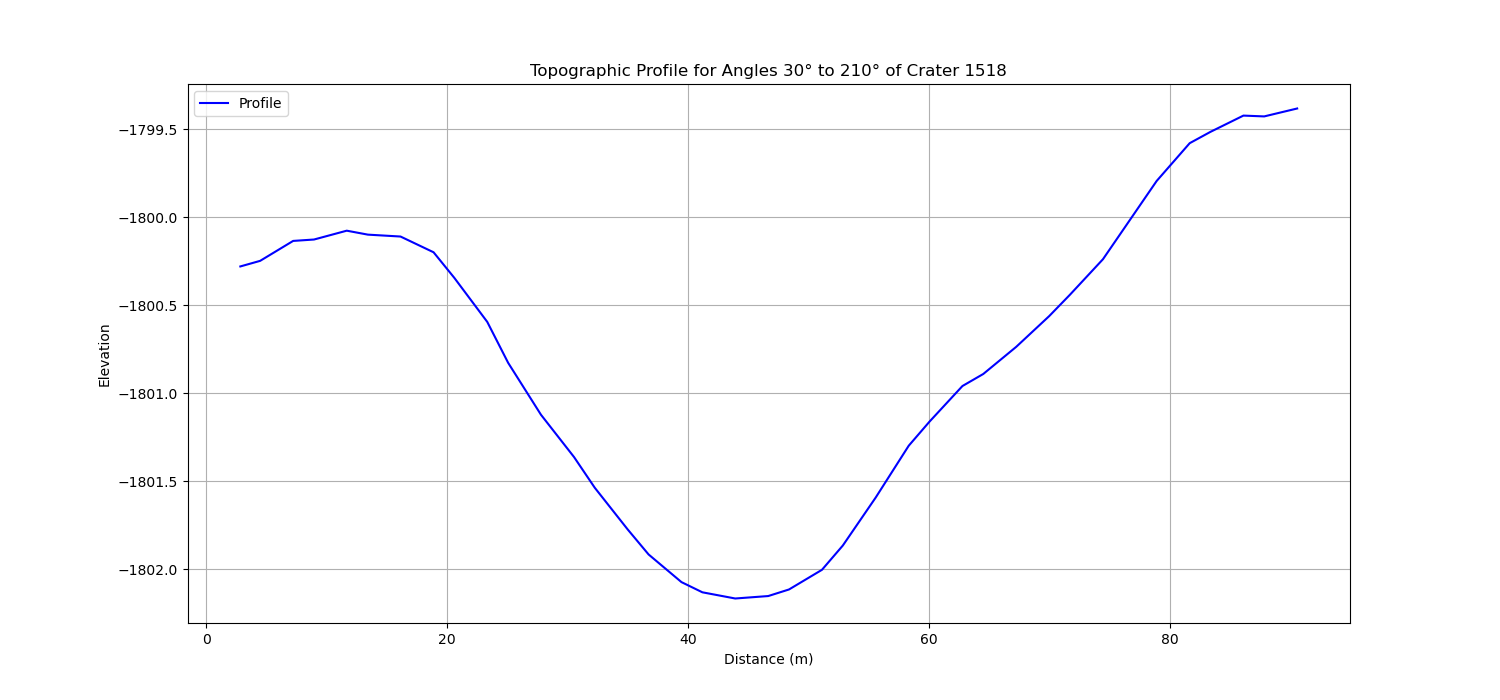 Topographic Profile for Angles 30° to 210° of Crater 1518
Profile
−1799.5
−1800.0
−1800.5
−1801.0
−1801.5
−1802.0
Elevation
0 20 40 60 80
Distance (m)